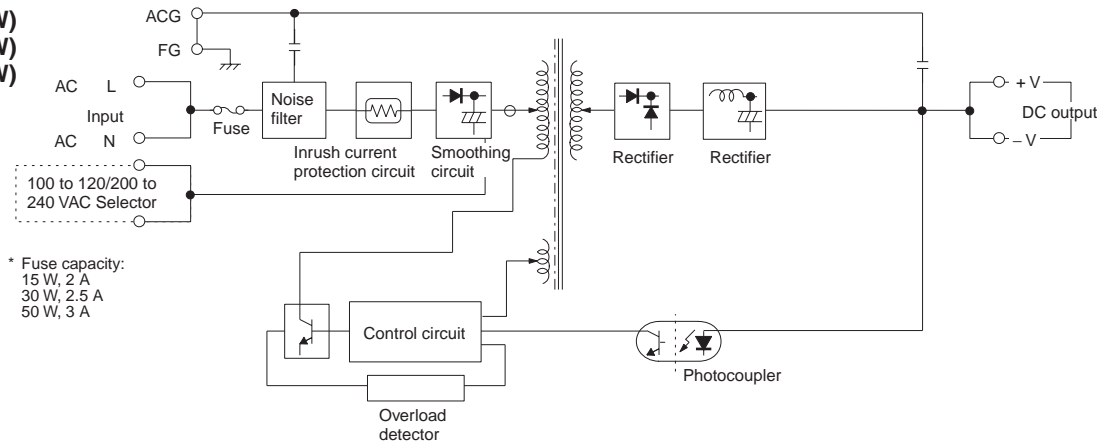 W)
W)
W)
ACG
FG
AC L
Input
AC N
Fuse
Noise
filter
Inrush current
protection circuit
Smoothing
circuit
Rectifier
Rectifier
+ V
DC output
– V
100 to 120/200 to
240 VAC Selector
* Fuse capacity:
15 W, 2 A
30 W, 2.5 A
50 W, 3 A
Control circuit
Photocoupler
Overload
detector